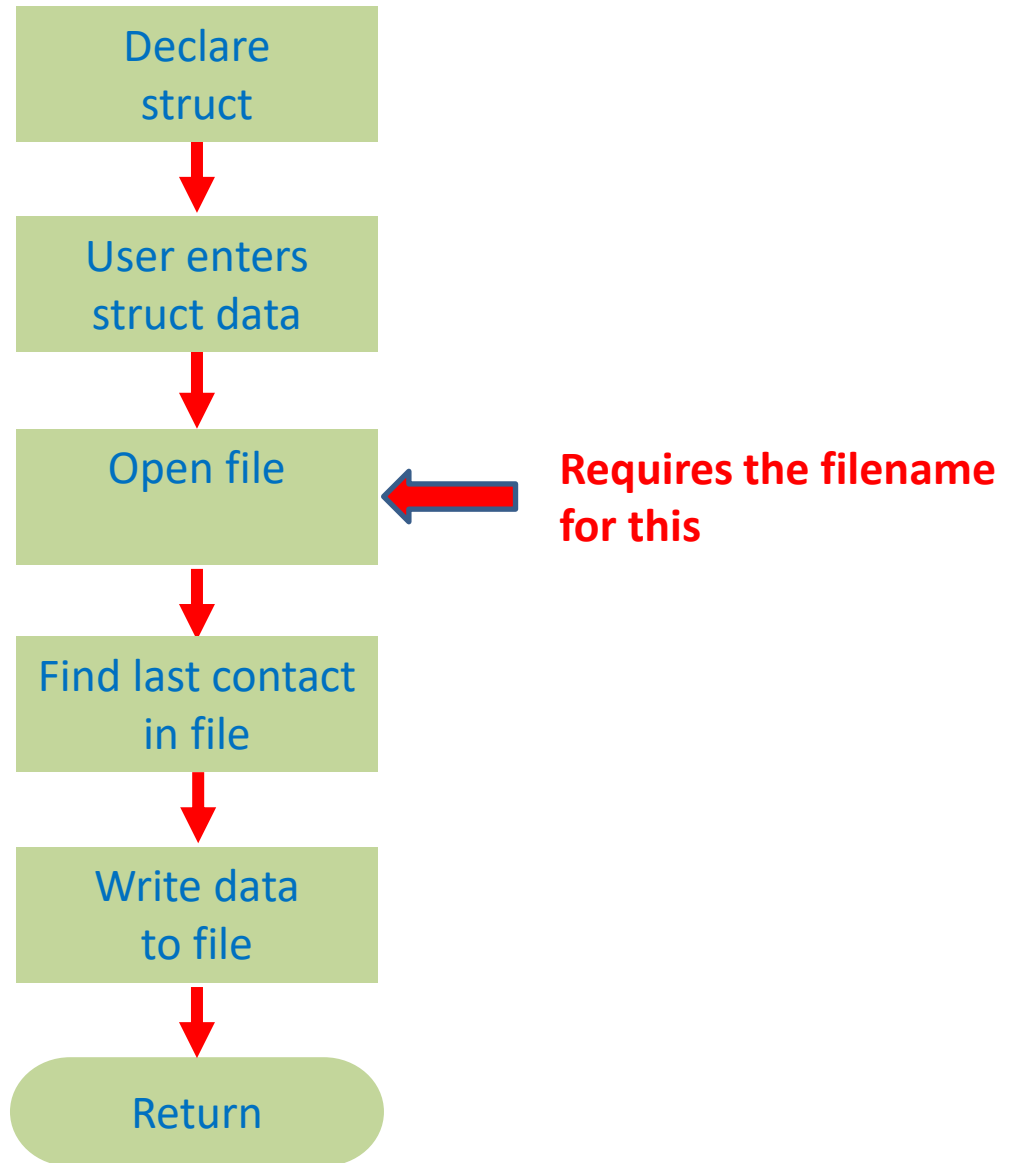 Declare
struct
User enters
struct data
Open file
Requires the filename
for this
Find last contact
in file
Write data
to file
Return